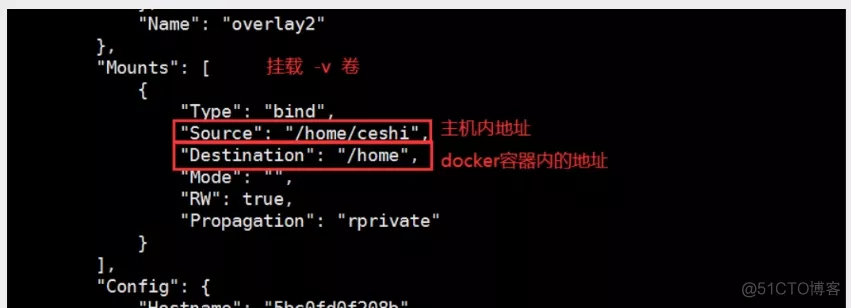 "Name": "overlay2"
},
"Mounts": [ 挂载 -v 卷
{
"Type": "bind",
"Source": "/home/ceshi", 主机内地址
"Destination": "/home", docker容器内的地址
"Mode": "",
"RW": true,
"Propagation": "rprivate"
}
],
"Config": {
@51CTO博客